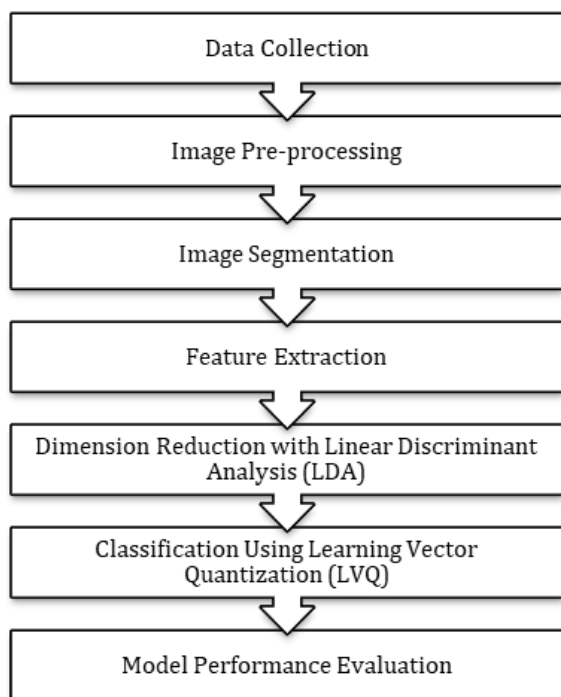 Data Collection
Image Pre-processing
Image Segmentation
Feature Extraction
Dimension Reduction with Linear Discriminant
Analysis (LDA)
Classification Using Learning Vector
Quantization (LVQ)
Model Performance Evaluation